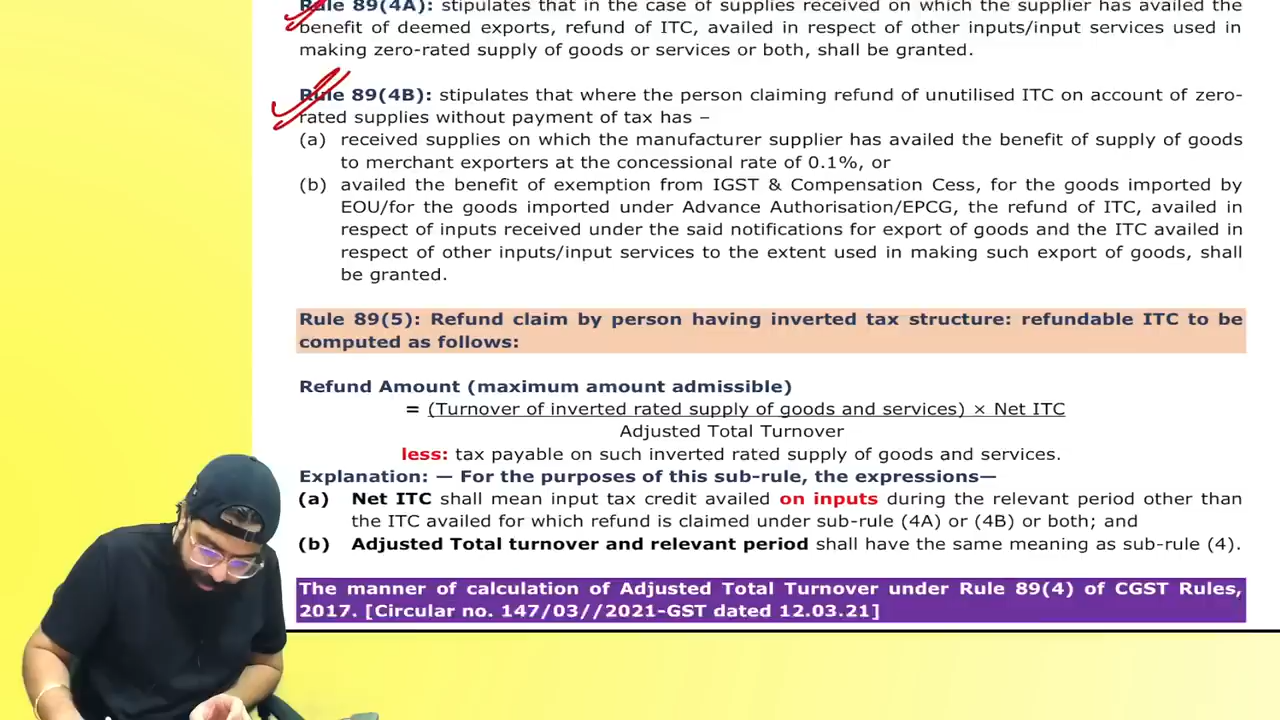 Rule 89(4A): stipulates that in the case of supplies received on which the supplier has availed the
benefit of deemed exports, refund of ITC, availed in respect of other inputs/input services used in
making zero-rated supply of goods or services or both, shall be granted.
Rule 89(4B): stipulates that where the person claiming refund of unutilised ITC on account of zero-
rated supplies without payment of tax has –
(a) received supplies on which the manufacturer supplier has availed the benefit of supply of goods
to merchant exporters at the concessional rate of 0.1%, or
(b) availed the benefit of exemption from IGST & Compensation Cess, for the goods imported by
EOU/for the goods imported under Advance Authorisation/EPCG, the refund of ITC, availed in
respect of inputs received under the said notifications for export of goods and the ITC availed in
respect of other inputs/input services to the extent used in making such export of goods, shall
be granted.
Rule 89(5): Refund claim by person having inverted tax structure: refundable ITC to be
computed as follows:
Refund Amount (maximum amount admissible)
= (Turnover of inverted rated supply of goods and services) × Net ITC
Adjusted Total Turnover
less: tax payable on such inverted rated supply of goods and services.
Explanation: — For the purposes of this sub-rule, the expressions—
(a) Net ITC shall mean input tax credit availed on inputs during the relevant period other than
the ITC availed for which refund is claimed under sub-rule (4A) or (4B) or both; and
(b) Adjusted Total turnover and relevant period shall have the same meaning as sub-rule (4).
The manner of calculation of Adjusted Total Turnover under Rule 89(4) of CGST Rules,
2017. [Circular no. 147/03//2021-GST dated 12.03.21]